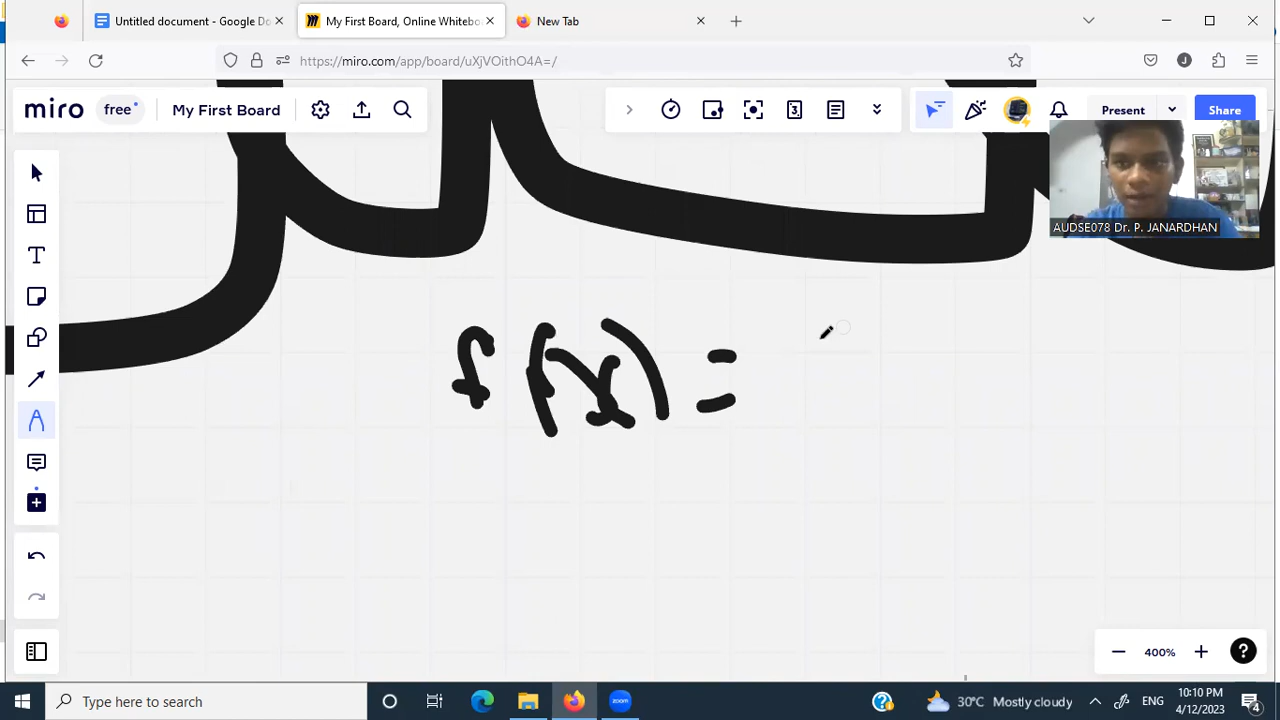 Untitled document - Google Do
My First Board, Online Whitebo
New Tab
https://miro.com/app/board/uXjVOithO4A=/
miro
free
My First Board
Present
Share
AUDSE078 Dr. P. JANARDHAN
f(x) =
400%
Type here to search
zoom
30°C Mostly cloudy
ENG
10:10 PM
4/12/2023
4